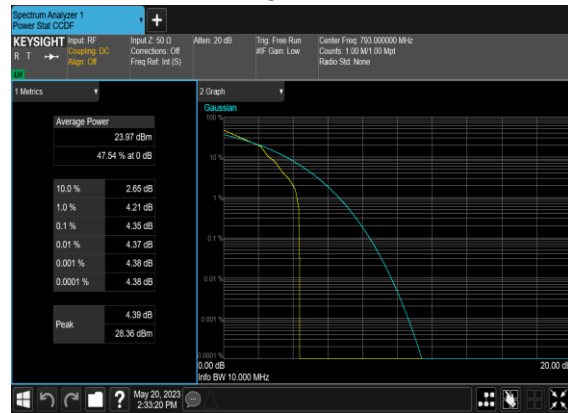 Spectrum Analyzer 1
Power Stat CCDF
KEYSIGHT
R T
LXI
Input: RF
Coupling: DC
Align: Off
Input Z: 50 Ω
Corrections: Off
Freq Ref: Int (S)
Atten: 20 dB
Trig: Free Run
#IF Gain: Low
Center Freq: 793.000000 MHz
Counts: 1.00 M/1.00 Mpt
Radio Std: None
1 Metrics
Average Power
23.97 dBm
47.54 % at 0 dB
10.0 % 2.65 dB
1.0 % 4.21 dB
0.1 % 4.35 dB
0.01 % 4.37 dB
0.001 % 4.38 dB
0.0001 % 4.38 dB
Peak
4.39 dB
28.36 dBm
2 Graph
Gaussian
100 %
10 %
1 %
0.1 %
0.01 %
0.001 %
0.0001 %
0.00 dB 20.00 dB
Info BW 10.000 MHz
?
May 20, 2023
2:33:20 PM